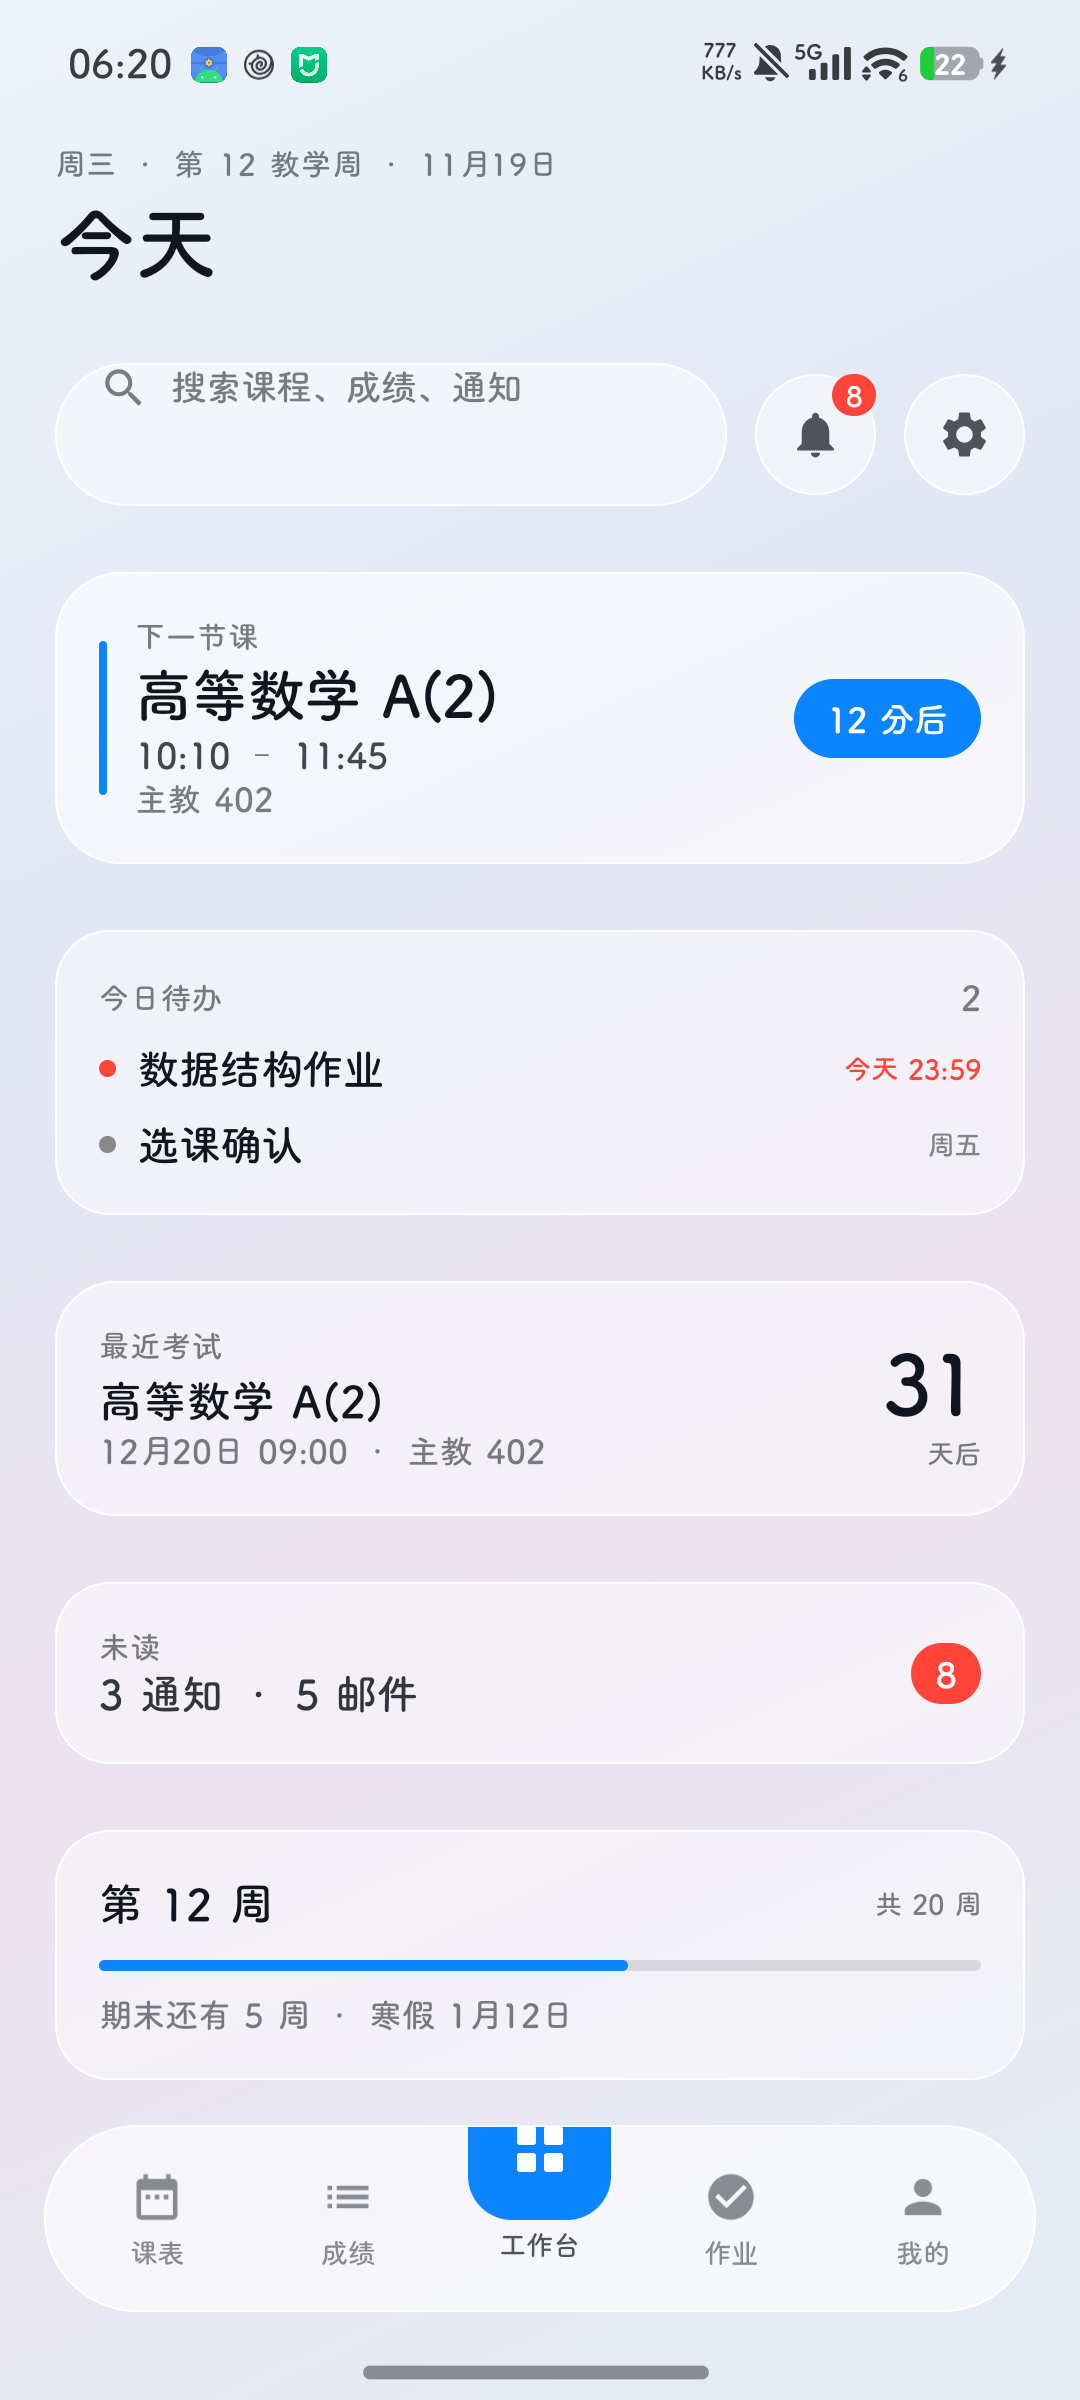 06:20
777
KB/s
5G
6
22
周三 · 第 12 教学周 · 11月19日
今天
搜索课程、成绩、通知
8
下一节课
高等数学 A(2)
10:10 – 11:45
主教 402
12 分后
今日待办
2
数据结构作业
今天 23:59
选课确认
周五
最近考试
高等数学 A(2)
12月20日 09:00 · 主教 402
31
天后
未读
3 通知 · 5 邮件
8
第 12 周
共 20 周
期末还有 5 周 · 寒假 1月12日
课表
成绩
工作台
作业
我的